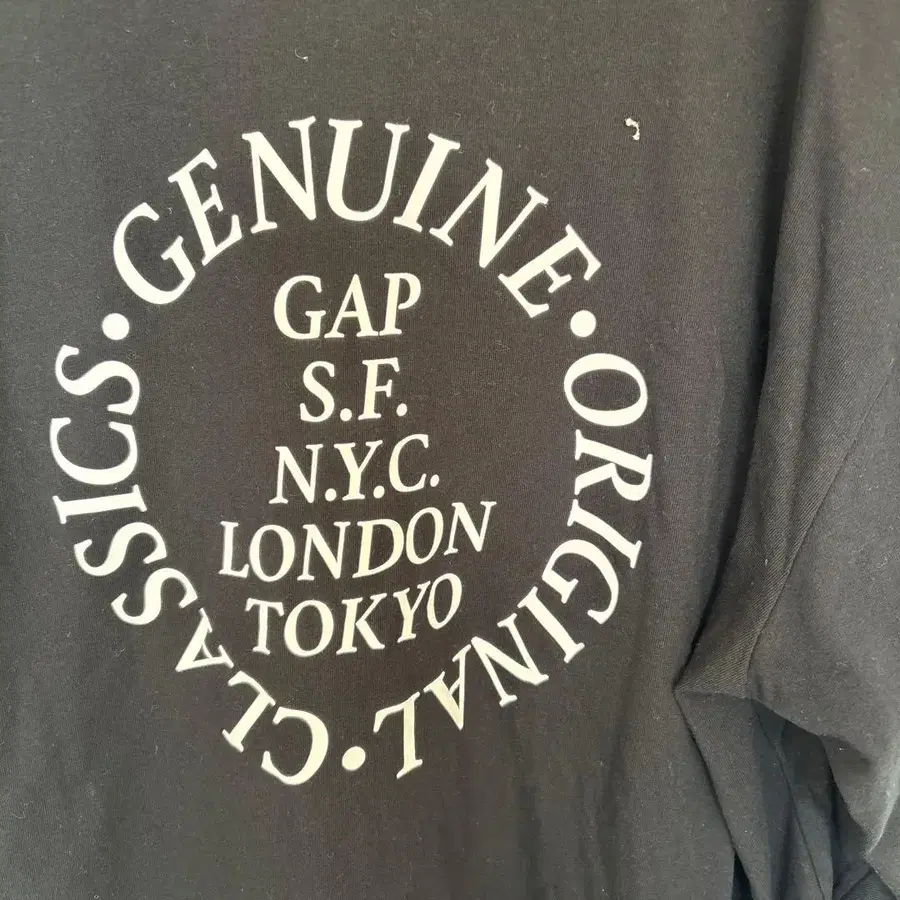 GENUINE • ORIGINAL • CLASSICS •
GAP
S.F.
N.Y.C.
LONDON
TOKYO